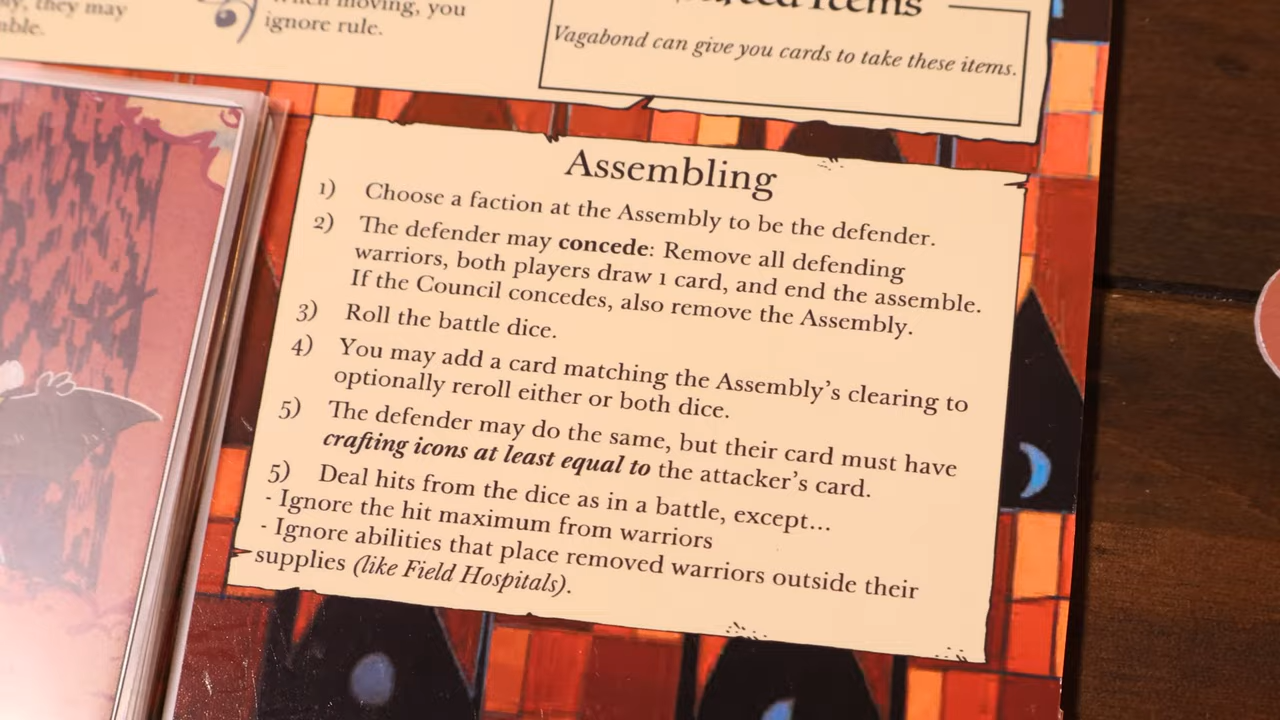 they may
When moving, you
ignore rule.
Items
Vagabond can give you cards to take these items.
Assembling
1) Choose a faction at the Assembly to be the defender.
2) The defender may concede: Remove all defending
warriors, both players draw 1 card, and end the assemble.
If the Council concedes, also remove the Assembly.
3) Roll the battle dice.
4) You may add a card matching the Assembly's clearing to
optionally reroll either or both dice.
5) The defender may do the same, but their card must have
crafting icons at least equal to the attacker's card.
5) Deal hits from the dice as in a battle, except...
- Ignore the hit maximum from warriors
- Ignore abilities that place removed warriors outside their
supplies (like Field Hospitals).